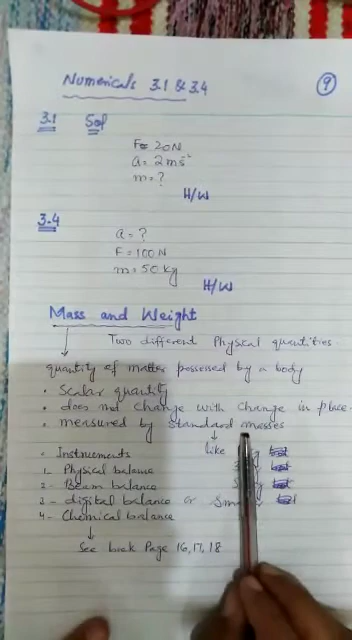 Numericals 3.1 & 3.4
9
3.1 Sol
F= 20N
a = 2ms²
m = ?
H/W
3.4
a = ?
F = 100 N
m = 50 kg
H/W
Mass and Weight
Two different Physical quantities.
quantity of matter possessed by a body
• Scalar quantity
• does not change with change in place.
• measured by standard masses
• Instruments like
1- Physical balance
2- Beam balance
3- digital balance or
4- Chemical balance
See book Page 16, 17, 18